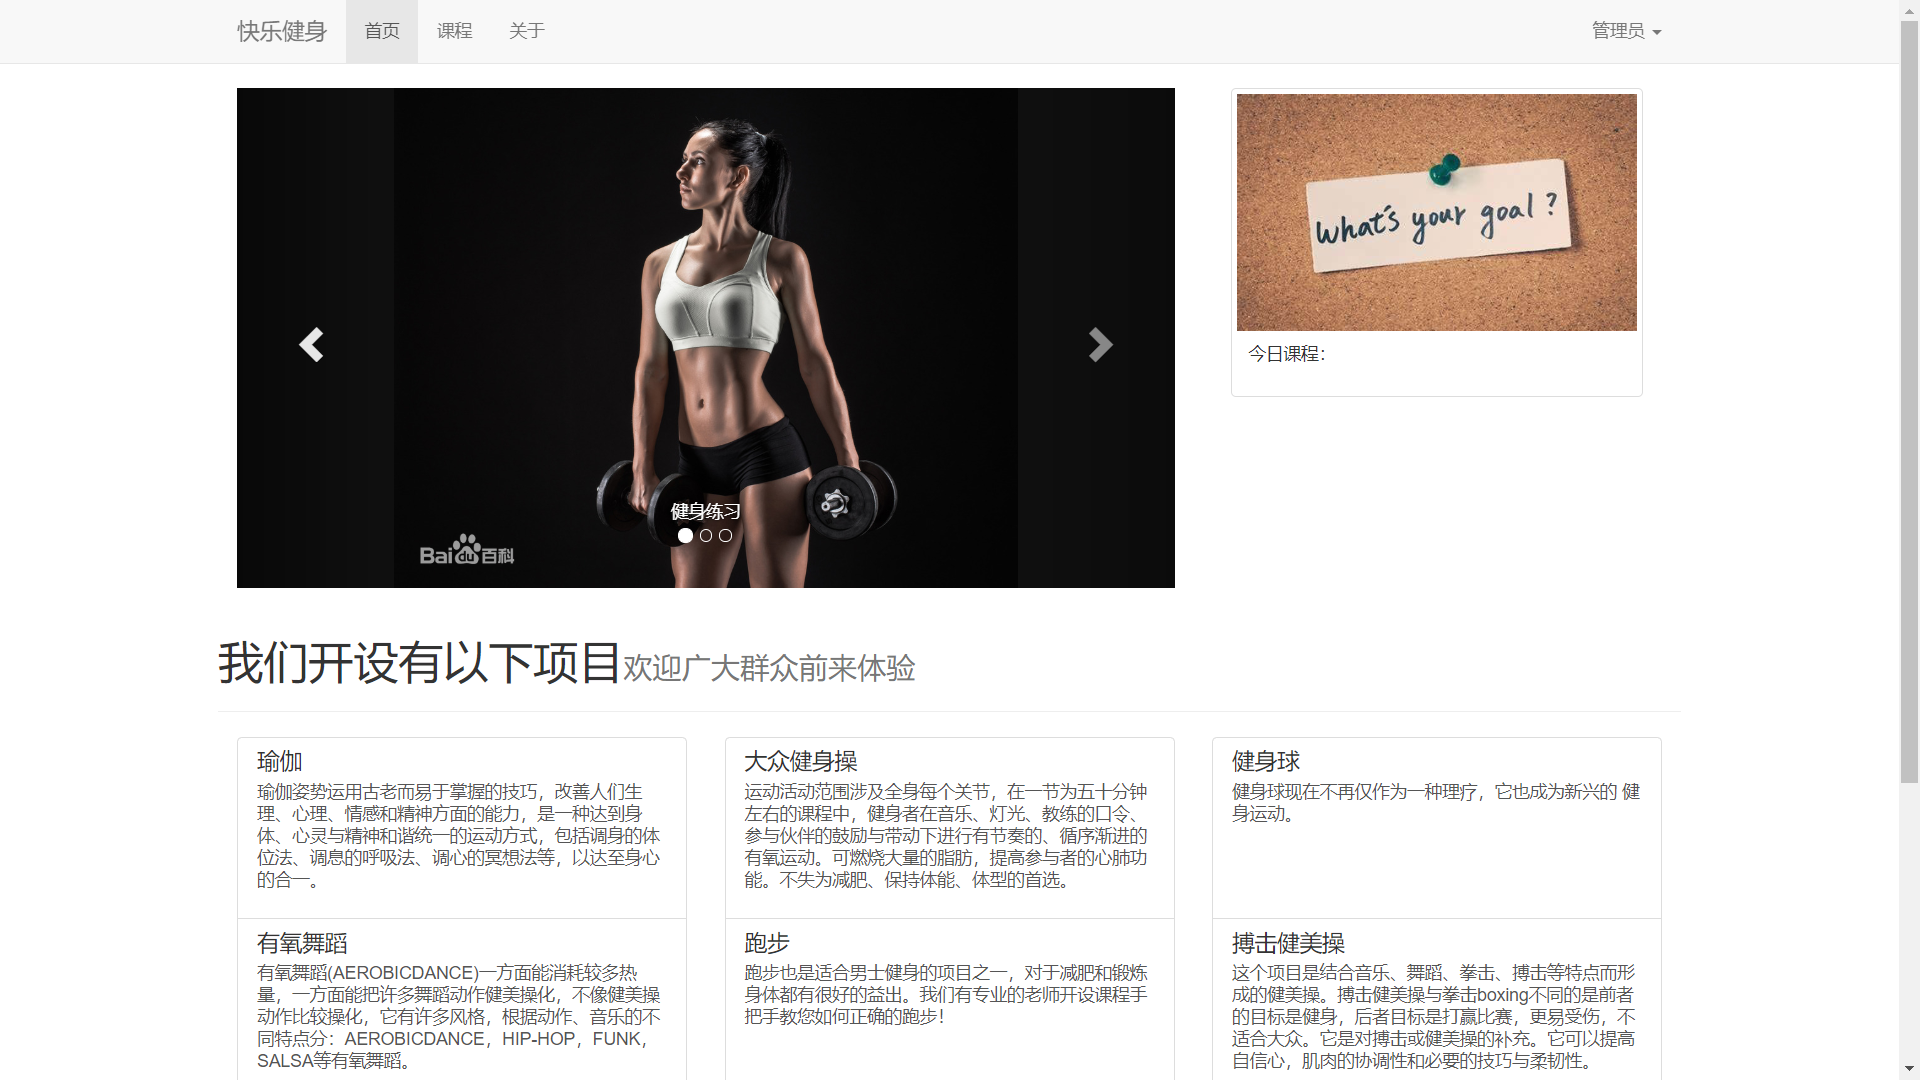 快乐健身 首页 课程 关于 管理员
what's your goal ?
今日课程：
健身练习
Bai du 百科
我们开设有以下项目欢迎广大群众前来体验
瑜伽
瑜伽姿势运用古老而易于掌握的技巧，改善人们生
理、心理、情感和精神方面的能力，是一种达到身
体、心灵与精神和谐统一的运动方式，包括调身的体
位法、调息的呼吸法、调心的冥想法等，以达至身心
的合一。
大众健身操
运动活动范围涉及全身每个关节，在一节为五十分钟
左右的课程中，健身者在音乐、灯光、教练的口令、
参与伙伴的鼓励与带动下进行有节奏的、循序渐进的
有氧运动。可燃烧大量的脂肪，提高参与者的心肺功
能。不失为减肥、保持体能、体型的首选。
健身球
健身球现在不再仅作为一种理疗，它也成为新兴的 健
身运动。
有氧舞蹈
有氧舞蹈(AEROBICDANCE)一方面能消耗较多热
量，一方面能把许多舞蹈动作健美操化，不像健美操
动作比较操化，它有许多风格，根据动作、音乐的不
同特点分：AEROBICDANCE，HIP-HOP，FUNK，
SALSA等有氧舞蹈。
跑步
跑步也是适合男士健身的项目之一，对于减肥和锻炼
身体都有很好的益出。我们有专业的老师开设课程手
把手教您如何正确的跑步！
搏击健美操
这个项目是结合音乐、舞蹈、拳击、搏击等特点而形
成的健美操。搏击健美操与拳击boxing不同的是前者
的目标是健身，后者目标是打赢比赛，更易受伤，不
适合大众。它是对搏击或健美操的补充。它可以提高
自信心，肌肉的协调性和必要的技巧与柔韧性。